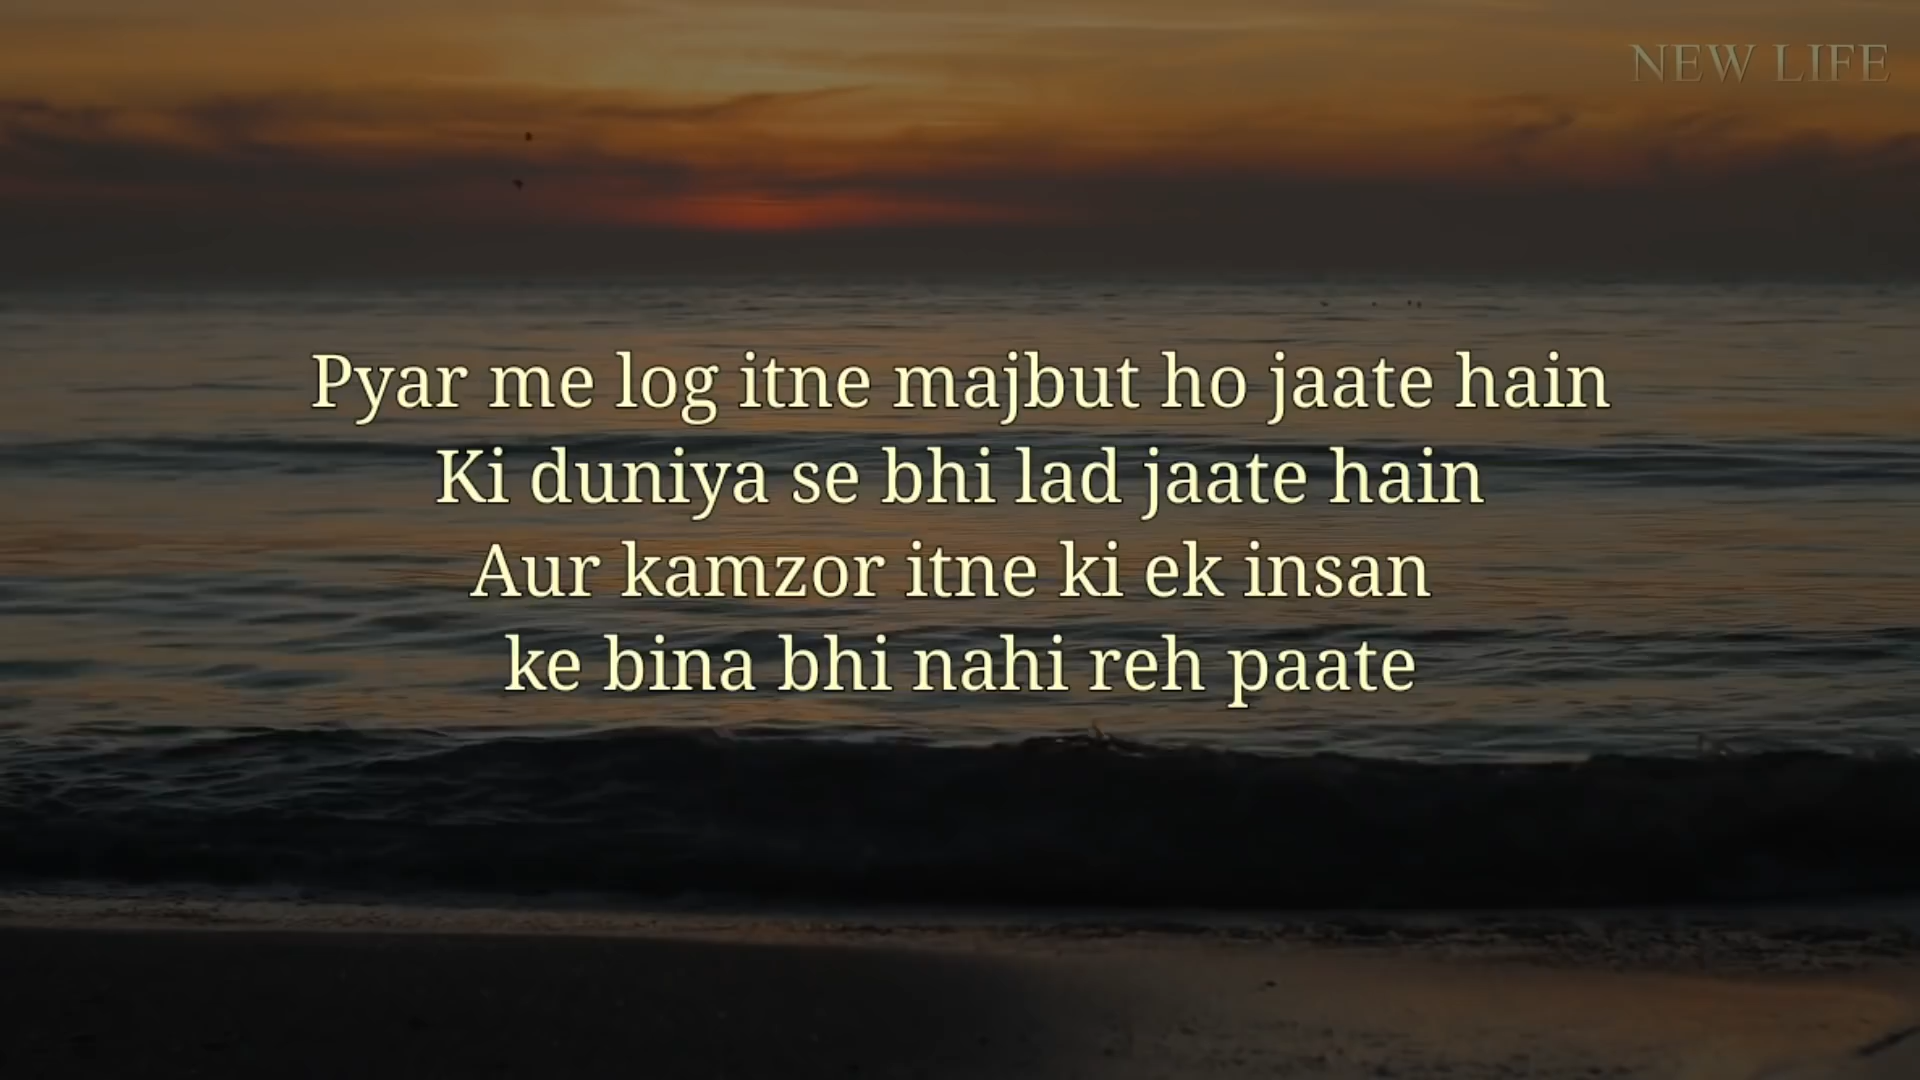 NEW LIFE
Pyar me log itne majbut ho jaate hain
Ki duniya se bhi lad jaate hain
Aur kamzor itne ki ek insan
ke bina bhi nahi reh paate